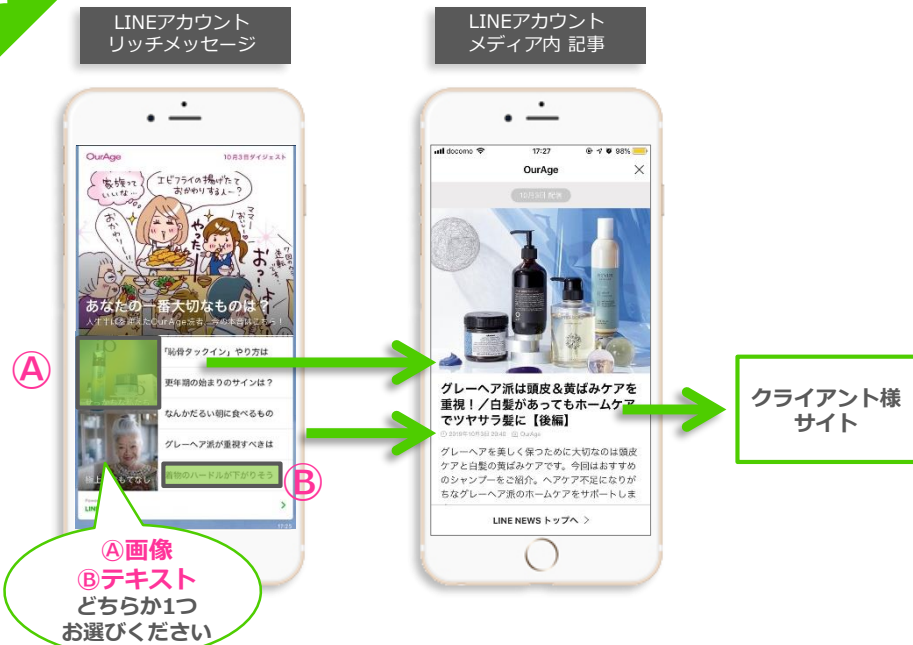 LINEアカウント
リッチメッセージ
LINEアカウント
メディア内 記事
OurAge
10月3日ダイジェスト
家族って
いいな…
エビフライの揚げたて
おかわりする人〜?
ママー
おかわりー
やったー
おっ!
あなたの一番大切なものは?
「恥骨タックイン」やり方は
更年期の始まりのサインは?
なんかだるい朝に食べるもの
グレーヘア派が重視すべきは
着物のハードルが下がりそう
Ⓐ
Ⓑ
17:25
docomo
17:27
98%
OurAge
グレーヘア派は頭皮&黄ばみケアを
重視!／白髪があってもホームケア
でツヤサラ髪に【後編】
OurAge
グレーヘアを美しく保つために大切なのは頭皮
ケアと白髪の黄ばみケアです。今回はおすすめ
のシャンプーをご紹介。ヘアケア不足になりが
ちなグレーヘア派のホームケアをサポートしま
LINE NEWS トップへ
クライアント様
サイト
Ⓐ画像
Ⓑテキスト
どちらか1つ
お選びください